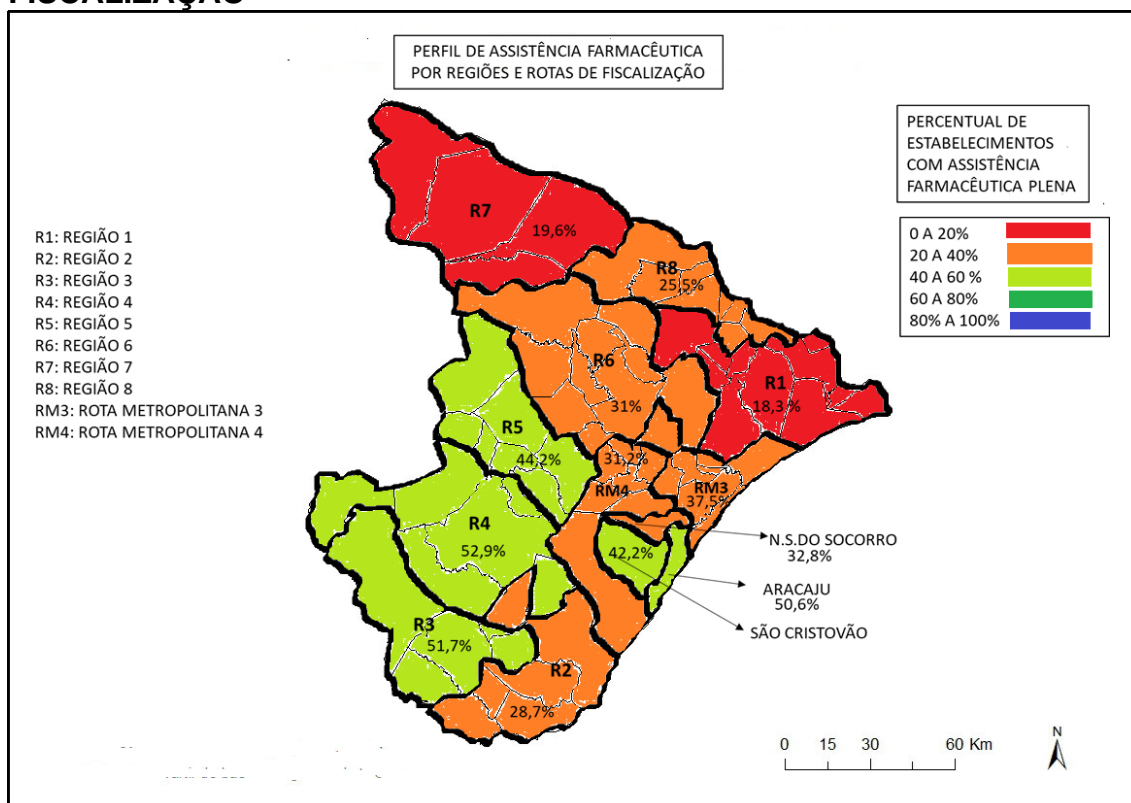 FISCALIZAÇÃO
PERFIL DE ASSISTÊNCIA FARMACÊUTICA
POR REGIÕES E ROTAS DE FISCALIZAÇÃO
PERCENTUAL DE
ESTABELECIMENTOS
COM ASSISTÊNCIA
FARMACÊUTICA PLENA
0 A 20%
20 A 40%
40 A 60 %
60 A 80%
80% A 100%
R1: REGIÃO 1
R2: REGIÃO 2
R3: REGIÃO 3
R4: REGIÃO 4
R5: REGIÃO 5
R6: REGIÃO 6
R7: REGIÃO 7
R8: REGIÃO 8
RM3: ROTA METROPOLITANA 3
RM4: ROTA METROPOLITANA 4
R7
19,6%
R8
25,5%
R6
31%
R1
18,3 %
R5
44,2%
31,2%
RM4
RM3
37,5%
R4
52,9%
42,2%
N.S.DO SOCORRO
32,8%
ARACAJU
50,6%
SÃO CRISTOVÃO
R3
51,7%
R2
28,7%
0 15 30 60 Km
N